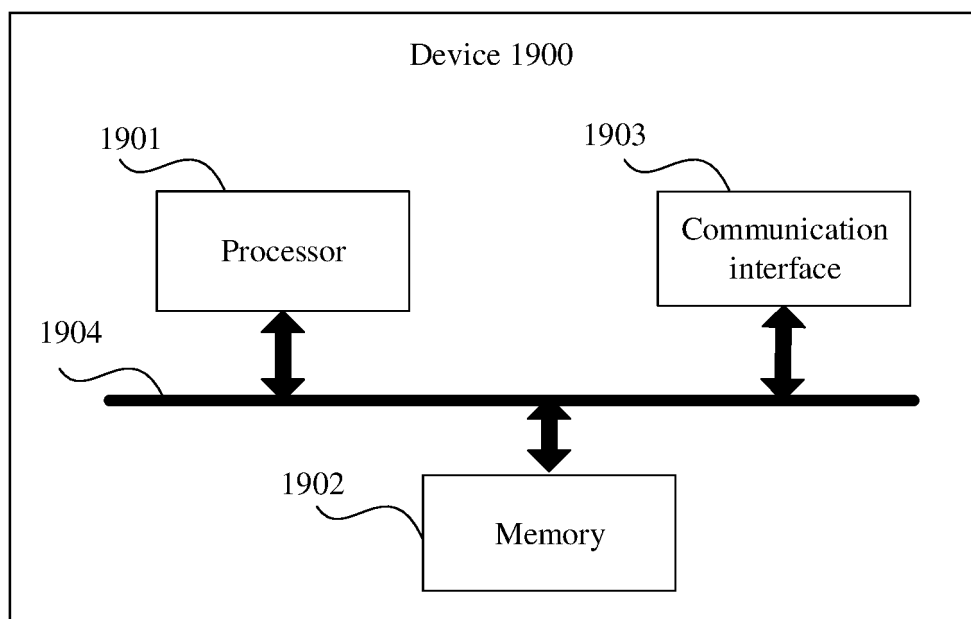 Device 1900
1901
1903
Processor
Communication
interface
1904
1902
Memory